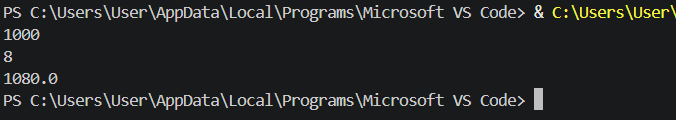 PS C:\Users\User\AppData\Local\Programs\Microsoft VS Code> & C:\Users\User\
1000
8
1080.0
PS C:\Users\User\AppData\Local\Programs\Microsoft VS Code>